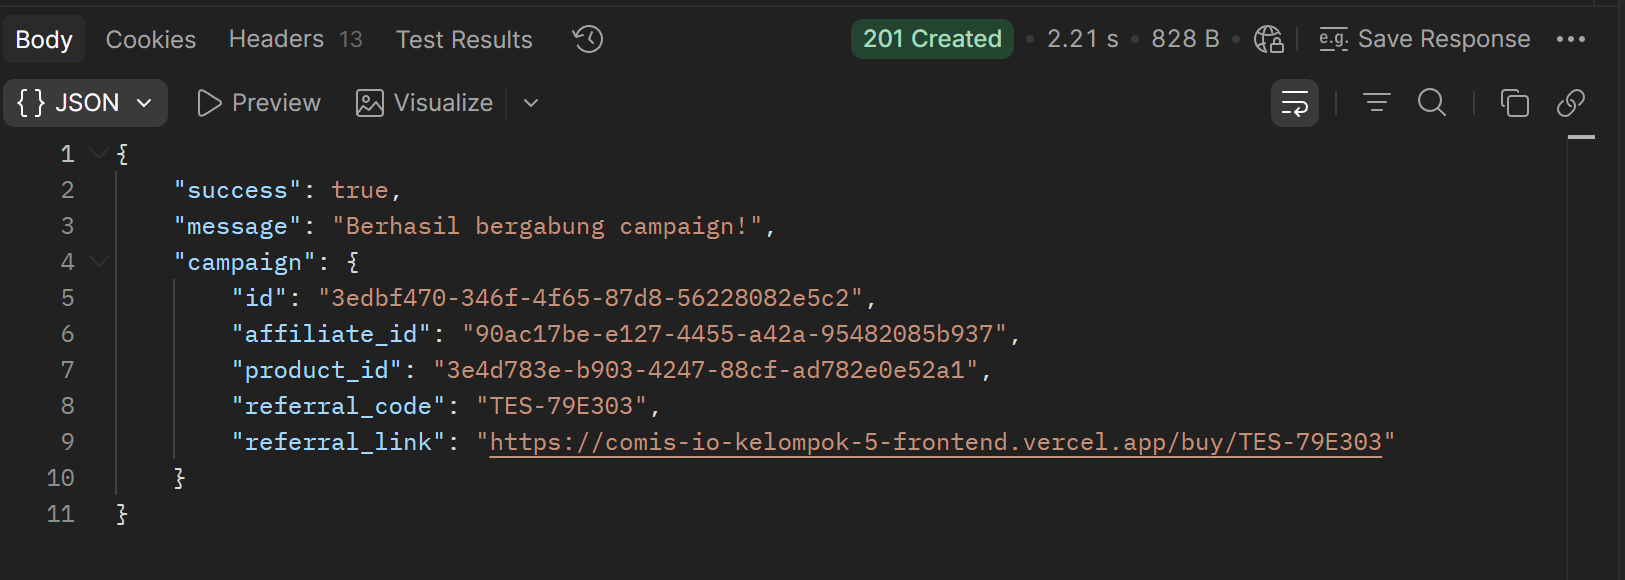 Body Cookies Headers 13 Test Results 201 Created 2.21 s 828 B e.g. Save Response
{ } JSON Preview Visualize
1 {
2 "success": true,
3 "message": "Berhasil bergabung campaign!",
4 "campaign": {
5 "id": "3edbf470-346f-4f65-87d8-56228082e5c2",
6 "affiliate_id": "90ac17be-e127-4455-a42a-95482085b937",
7 "product_id": "3e4d783e-b903-4247-88cf-ad782e0e52a1",
8 "referral_code": "TES-79E303",
9 "referral_link": "https://comis-io-kelompok-5-frontend.vercel.app/buy/TES-79E303"
10 }
11 }